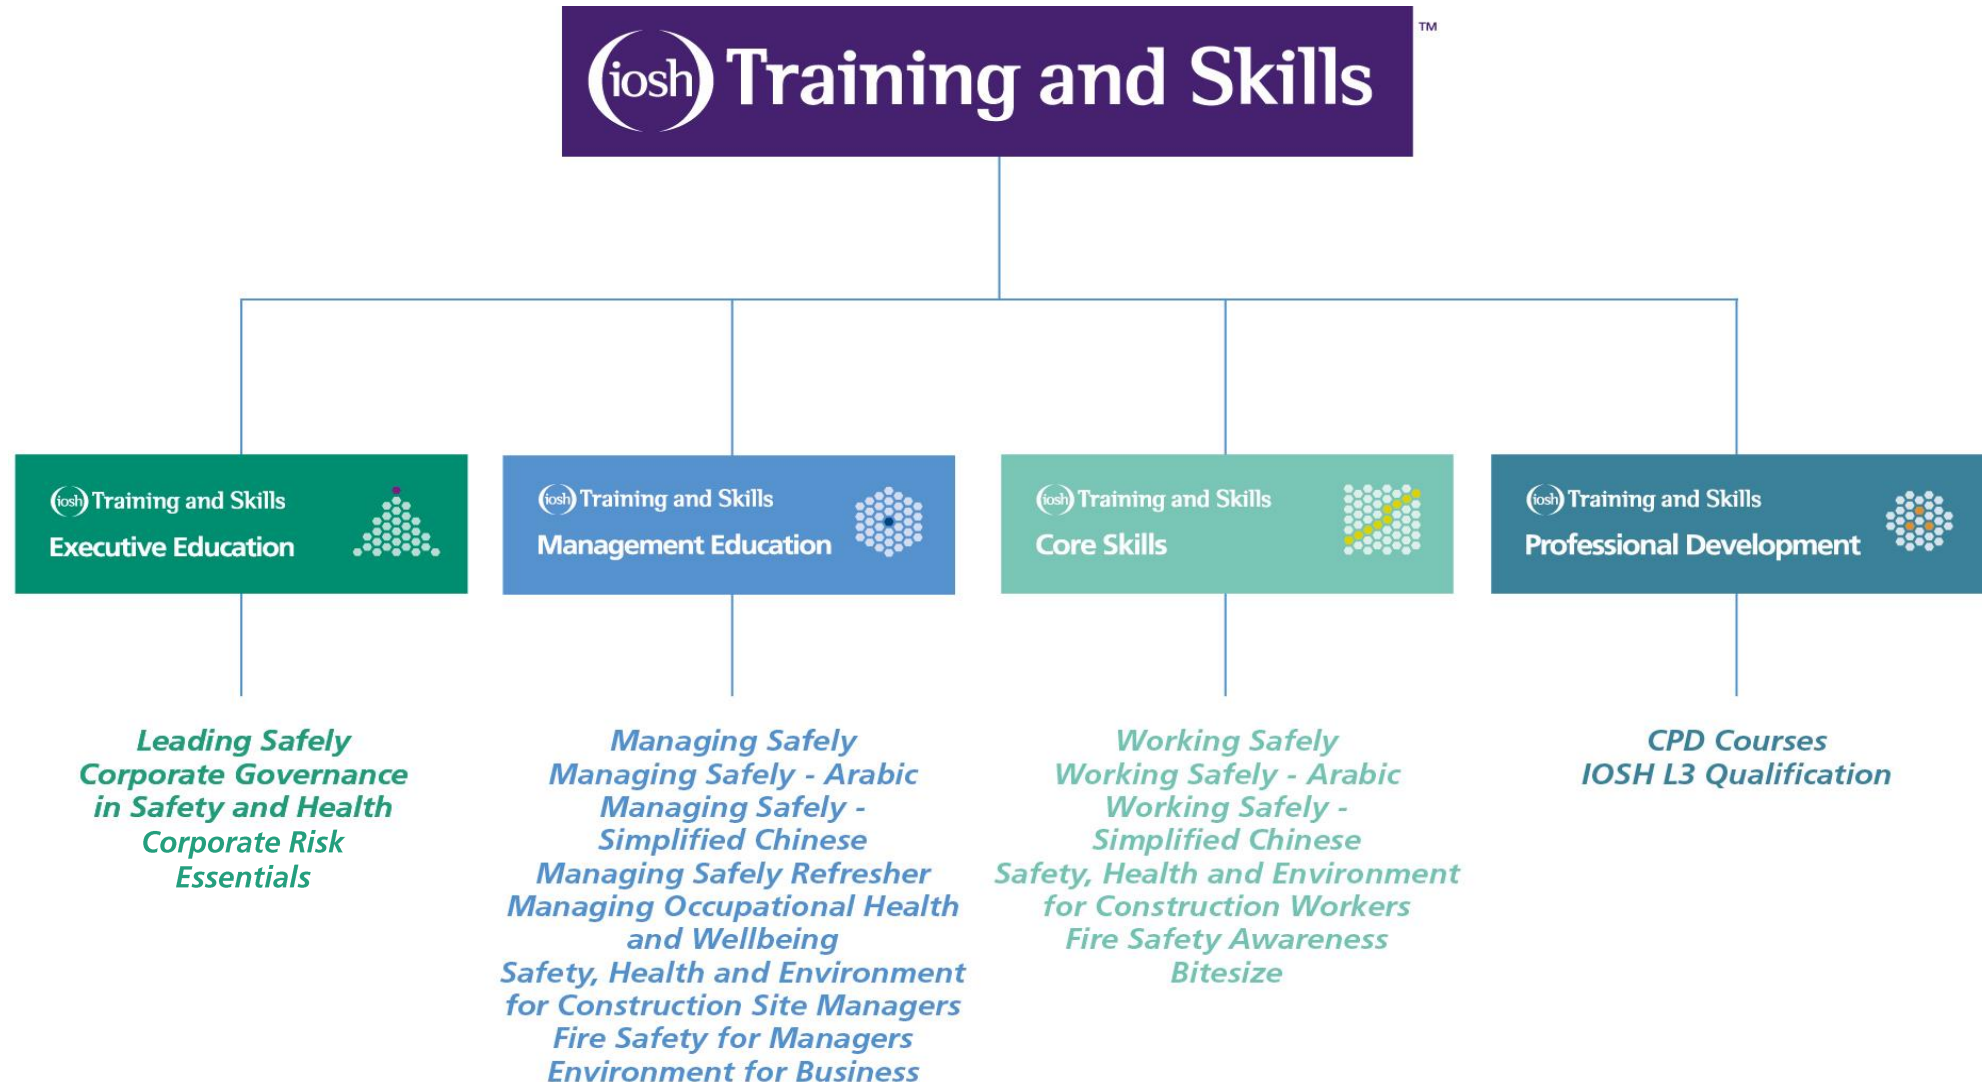 iosh Training and Skills ™
iosh Training and Skills
Executive Education
iosh Training and Skills
Management Education
iosh Training and Skills
Core Skills
iosh Training and Skills
Professional Development
Leading Safely
Corporate Governance
in Safety and Health
Corporate Risk
Essentials
Managing Safely
Managing Safely - Arabic
Managing Safely -
Simplified Chinese
Managing Safely Refresher
Managing Occupational Health
and Wellbeing
Safety, Health and Environment
for Construction Site Managers
Fire Safety for Managers
Environment for Business
Working Safely
Working Safely - Arabic
Working Safely -
Simplified Chinese
Safety, Health and Environment
for Construction Workers
Fire Safety Awareness
Bitesize
CPD Courses
IOSH L3 Qualification